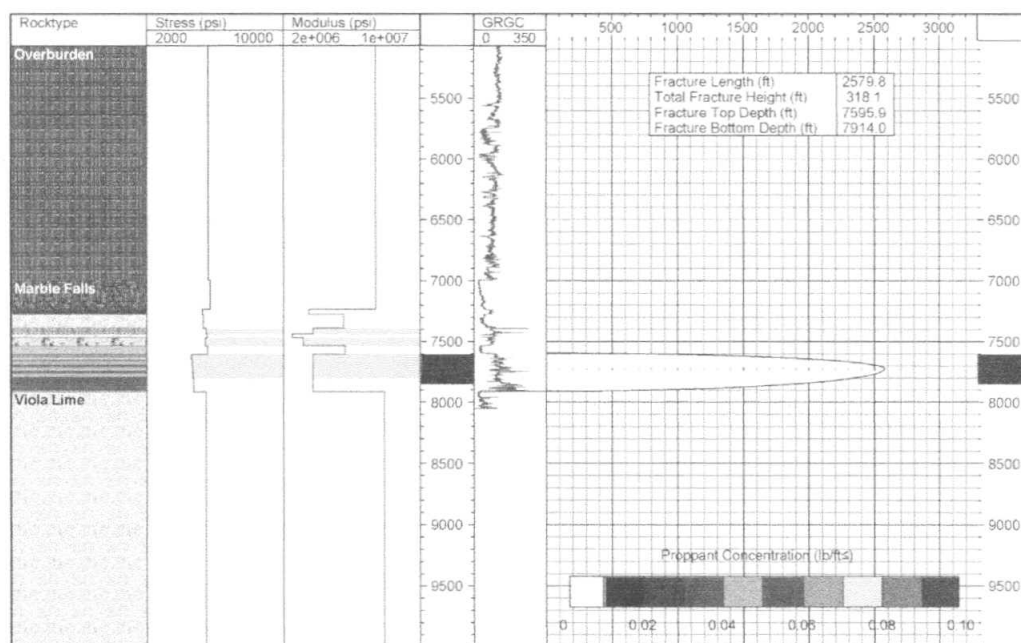 Rocktype Stress (psi) Modulus (psi) GRGC
2000 10000 2e+006 1e+007 0 350 500 1000 1500 2000 2500 3000
Overburden
Fracture Length (ft) 2579.8
Total Fracture Height (ft) 318.1
Fracture Top Depth (ft) 7595.9
Fracture Bottom Depth (ft) 7914.0
5500 5500
6000 6000
6500 6500
7000 7000
Marble Falls
7500 7500
8000 8000
Viola Lime
8500 8500
9000 9000
Proppant Concentration (lb/ft≤)
9500 9500
0 0.02 0.04 0.06 0.08 0.10